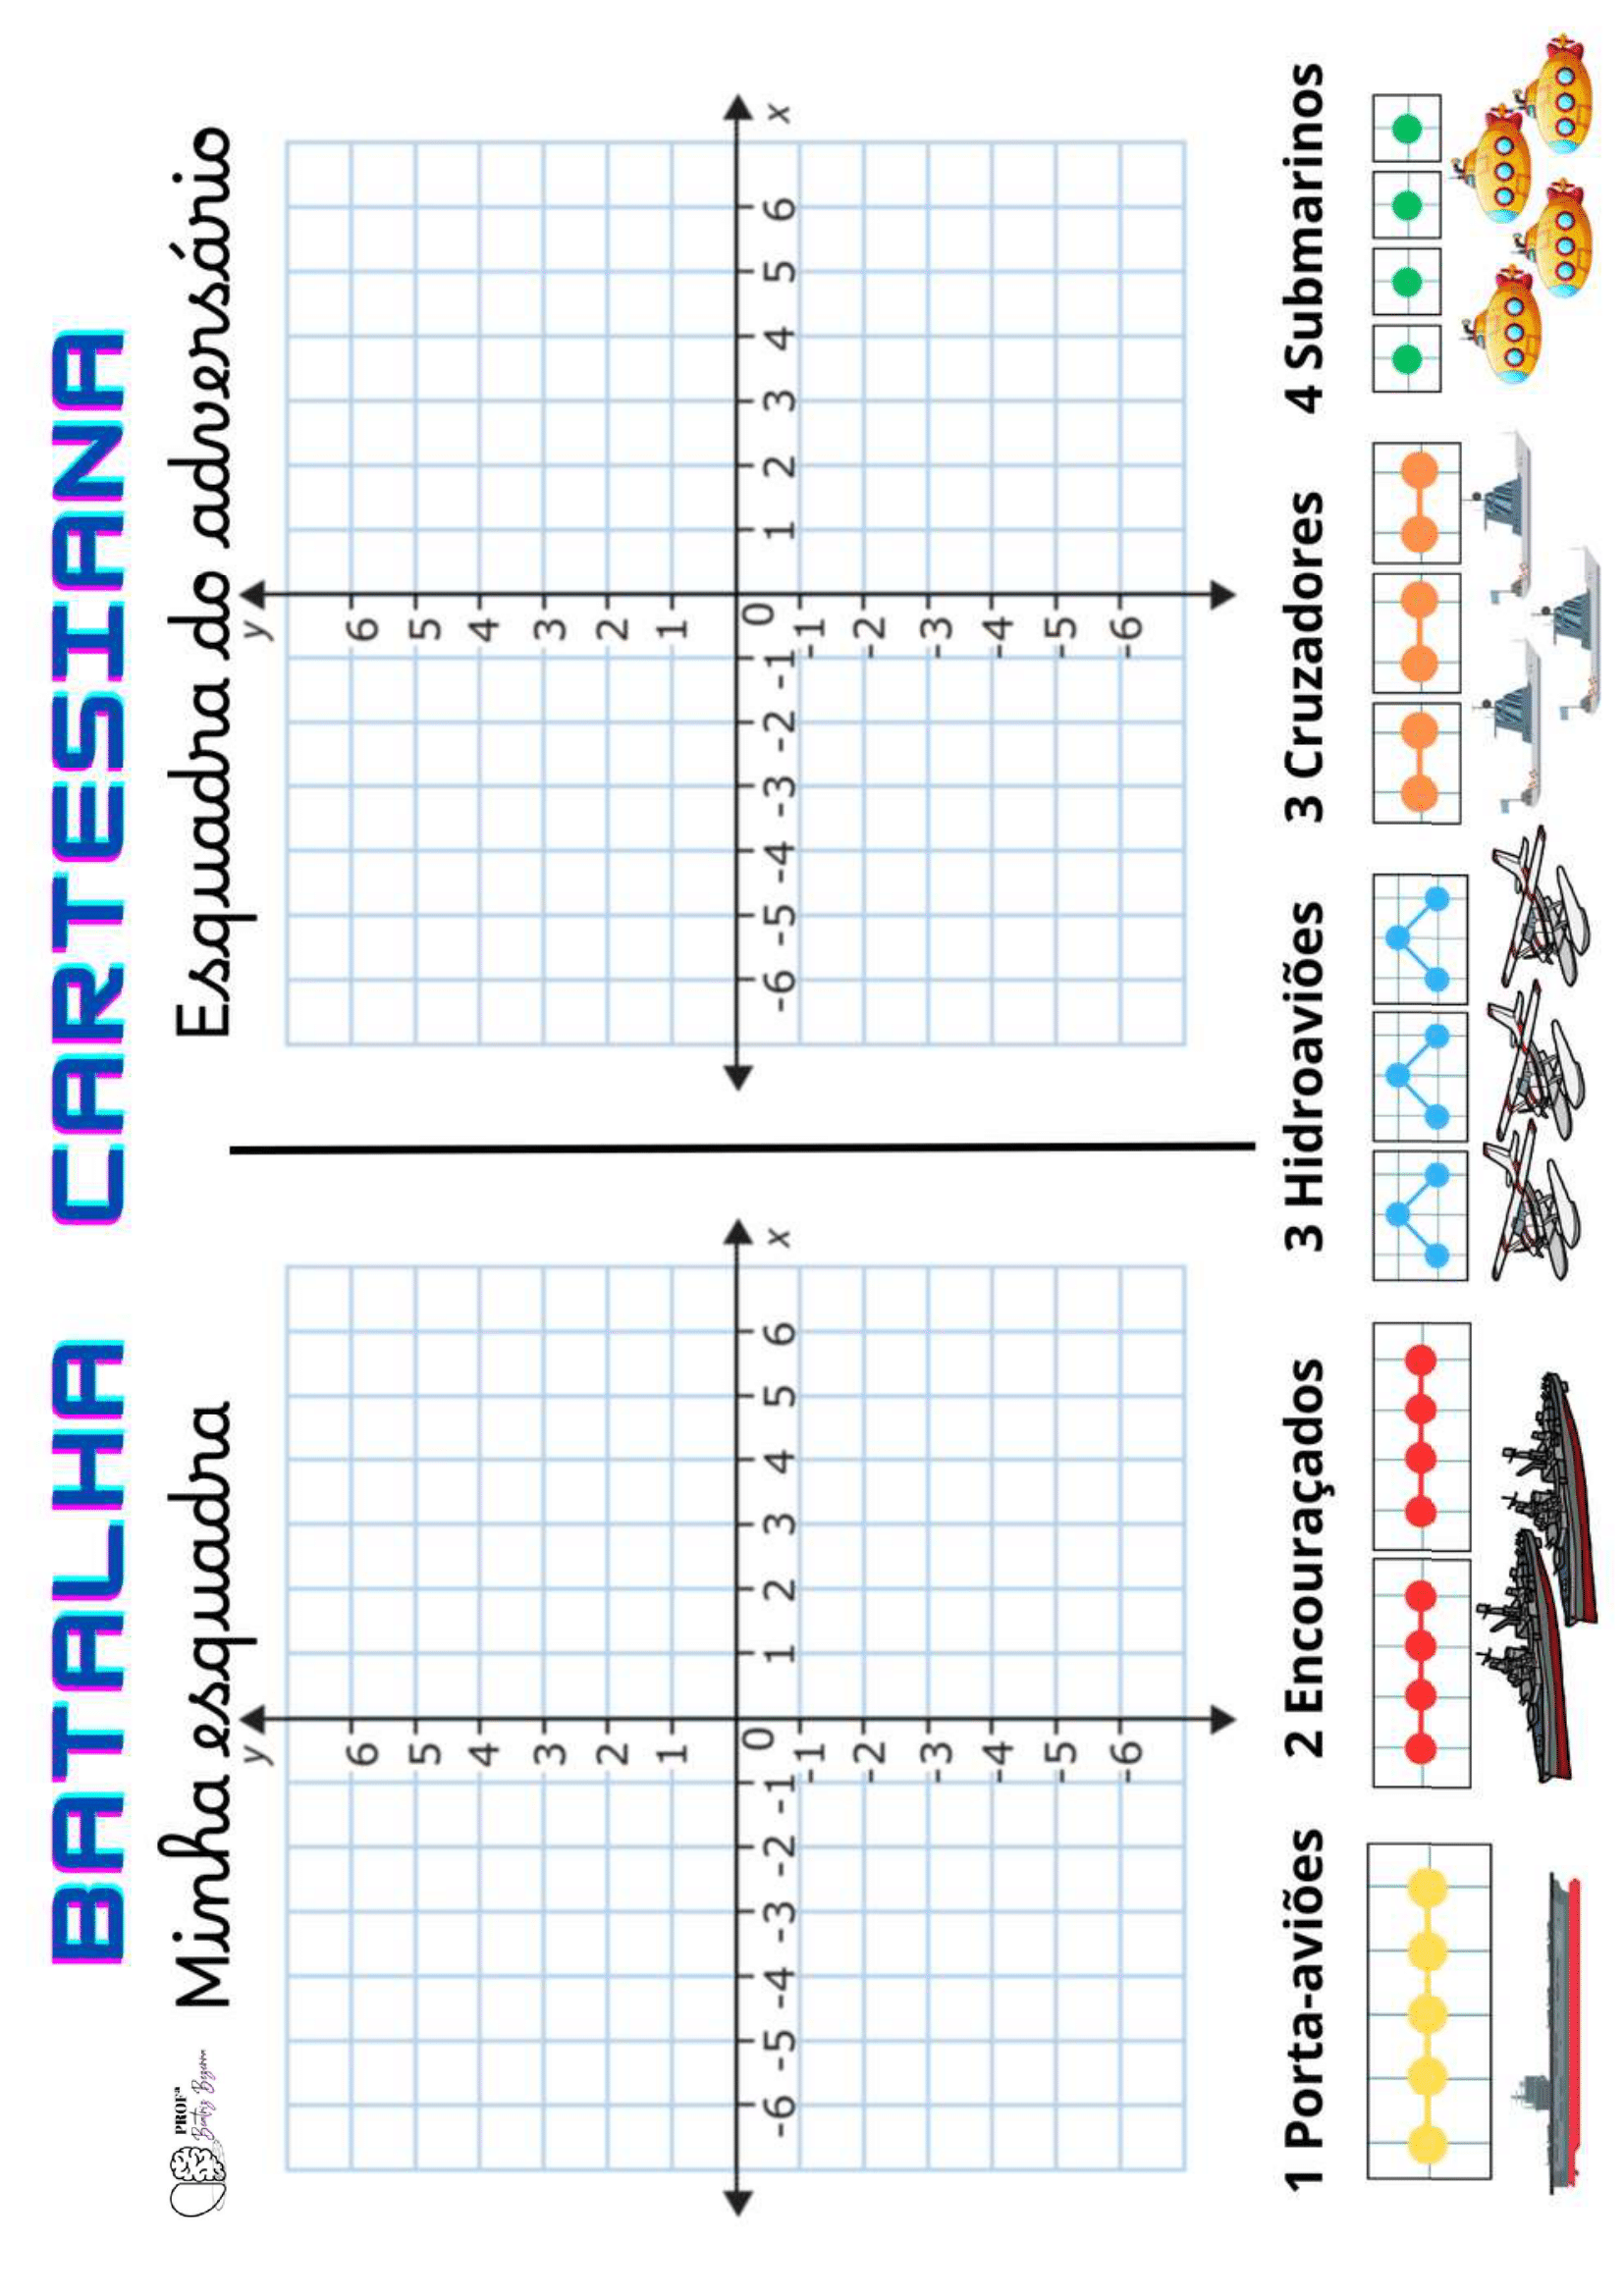 BATALHA CARTESIANA
PROFª
Beatriz Bezerra
Minha esquadra
y
6
5
4
3
2
1
0
-1
-2
-3
-4
-5
-6
-6 -5 -4 -3 -2 -1 1 2 3 4 5 6 x
Esquadra do adversário
y
6
5
4
3
2
1
0
-1
-2
-3
-4
-5
-6
-6 -5 -4 -3 -2 -1 1 2 3 4 5 6 x
1 Porta-aviões
2 Encouraçados
3 Hidroaviões
3 Cruzadores
4 Submarinos